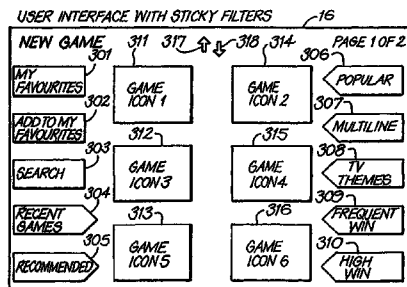 USER INTERFACE WITH STICKY FILTERS
16
NEW GAME
311
317
318
314
306
PAGE 1 OF 2
301
MY
FAVOURITES
GAME
ICON 1
GAME
ICON 2
POPULAR
302
ADD TO MY
FAVOURITES
307
MULTILINE
312
315
303
SEARCH
GAME
ICON 3
GAME
ICON 4
308
TV
THEMES
304
RECENT
GAMES
313
316
309
FREQUENT
WIN
305
RECOMMENDED
GAME
ICON 5
GAME
ICON 6
310
HIGH
WIN